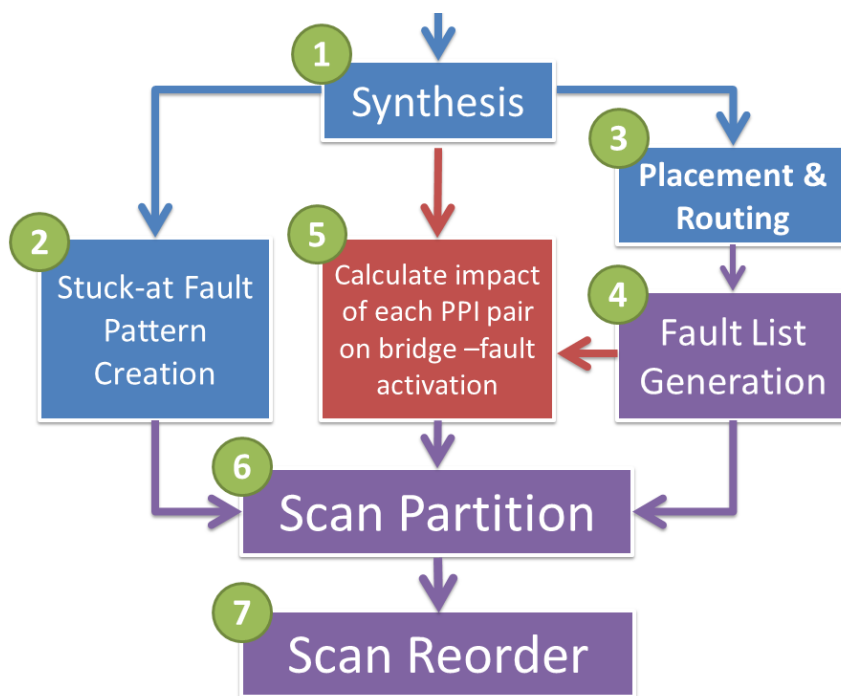 1
Synthesis
2
Stuck-at Fault
Pattern
Creation
3
Placement &
Routing
4
Fault List
Generation
5
Calculate impact
of each PPI pair
on bridge –fault
activation
6
Scan Partition
7
Scan Reorder